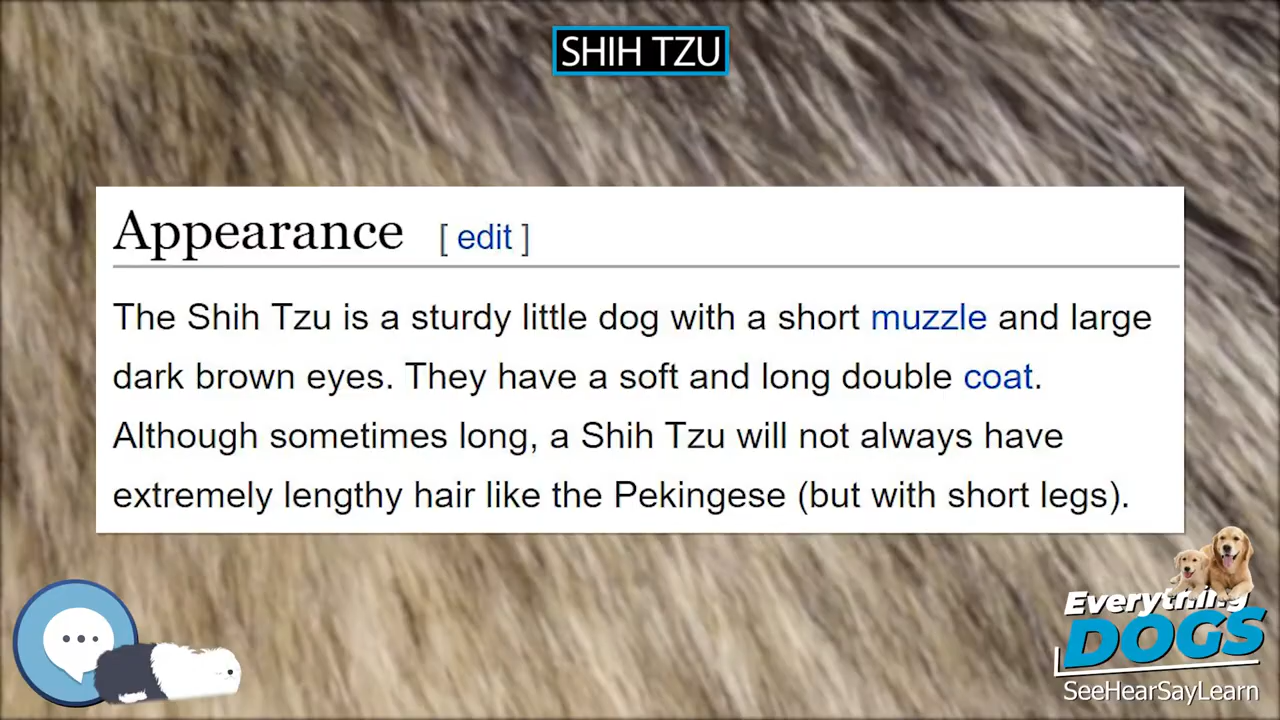 SHIH TZU
Appearance [ edit ]
The Shih Tzu is a sturdy little dog with a short muzzle and large
dark brown eyes. They have a soft and long double coat.
Although sometimes long, a Shih Tzu will not always have
extremely lengthy hair like the Pekingese (but with short legs).
Everything
DOGS
SeeHearSayLearn